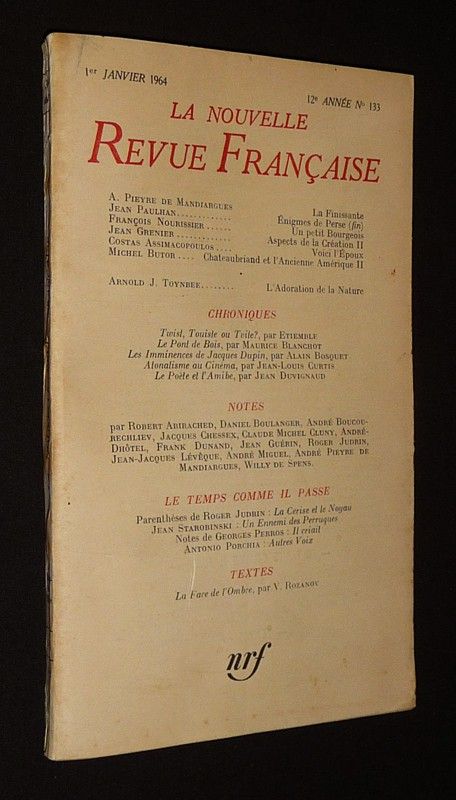 1er JANVIER 1964
12e ANNÉE No 133
LA NOUVELLE
REVUE FRANÇAISE
A. PIEYRE DE MANDIARGUES La Finissante
JEAN PAULHAN............. Énigmes de Perse (fin)
FRANÇOIS NOURISSIER...... Un petit Bourgeois
JEAN GRENIER............. Aspects de la Création II
COSTAS ASSIMACOPOULOS.... Voici l'Époux
MICHEL BUTOR.... Chateaubriand et l'Ancienne Amérique II
ARNOLD J. TOYNBEE........ L'Adoration de la Nature
CHRONIQUES
Twist, Touiste ou Tvite?, par ETIEMBLE
Le Pont de Bois, par MAURICE BLANCHOT
Les Imminences de Jacques Dupin, par ALAIN BOSQUET
Atonalisme au Cinéma, par JEAN-LOUIS CURTIS
Le Poète et l'Amibe, par JEAN DUVIGNAUD
NOTES
par ROBERT ABIRACHED, DANIEL BOULANGER, ANDRÉ BOUCOU-
RECHLIEV, JACQUES CHESSEX, CLAUDE MICHEL CLUNY, ANDRÉ-
DHÔTEL, FRANK DUNAND, JEAN GUÉRIN, ROGER JUDRIN,
JEAN-JACQUES LÉVÊQUE, ANDRÉ MIGUEL, ANDRÉ PIEYRE DE
MANDIARGUES, WILLY DE SPENS.
LE TEMPS COMME IL PASSE
Parenthèses de ROGER JUDRIN : La Cerise et le Noyau
JEAN STAROBINSKI : Un Ennemi des Perruques
Notes de GEORGES PERROS : Il criait
ANTONIO PORCHIA : Autres Voix
TEXTES
La Face de l'Ombre, par V. ROZANOV
nrf